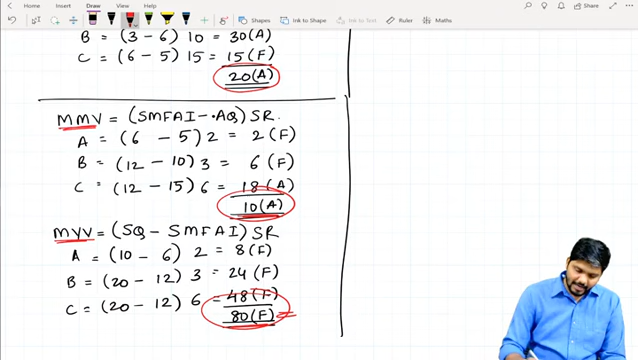 Home Insert Draw View
Shapes Ink to Shape Ink to Text Ruler Maths
B = (3 - 6) 10 = 30(A)
C = (6 - 5) 15 = 15(F)
20(A)
MMV = (SMFAI - AQ) SR.
A = (6 - 5) 2 = 2(F)
B = (12 - 10) 3 = 6(F)
C = (12 - 15) 6 = 18(A)
10(A)
MYV = (SQ - SMFAI) SR
A = (10 - 6) 2 = 8(F)
B = (20 - 12) 3 = 24(F)
C = (20 - 12) 6 = 48(F)
80(F) =